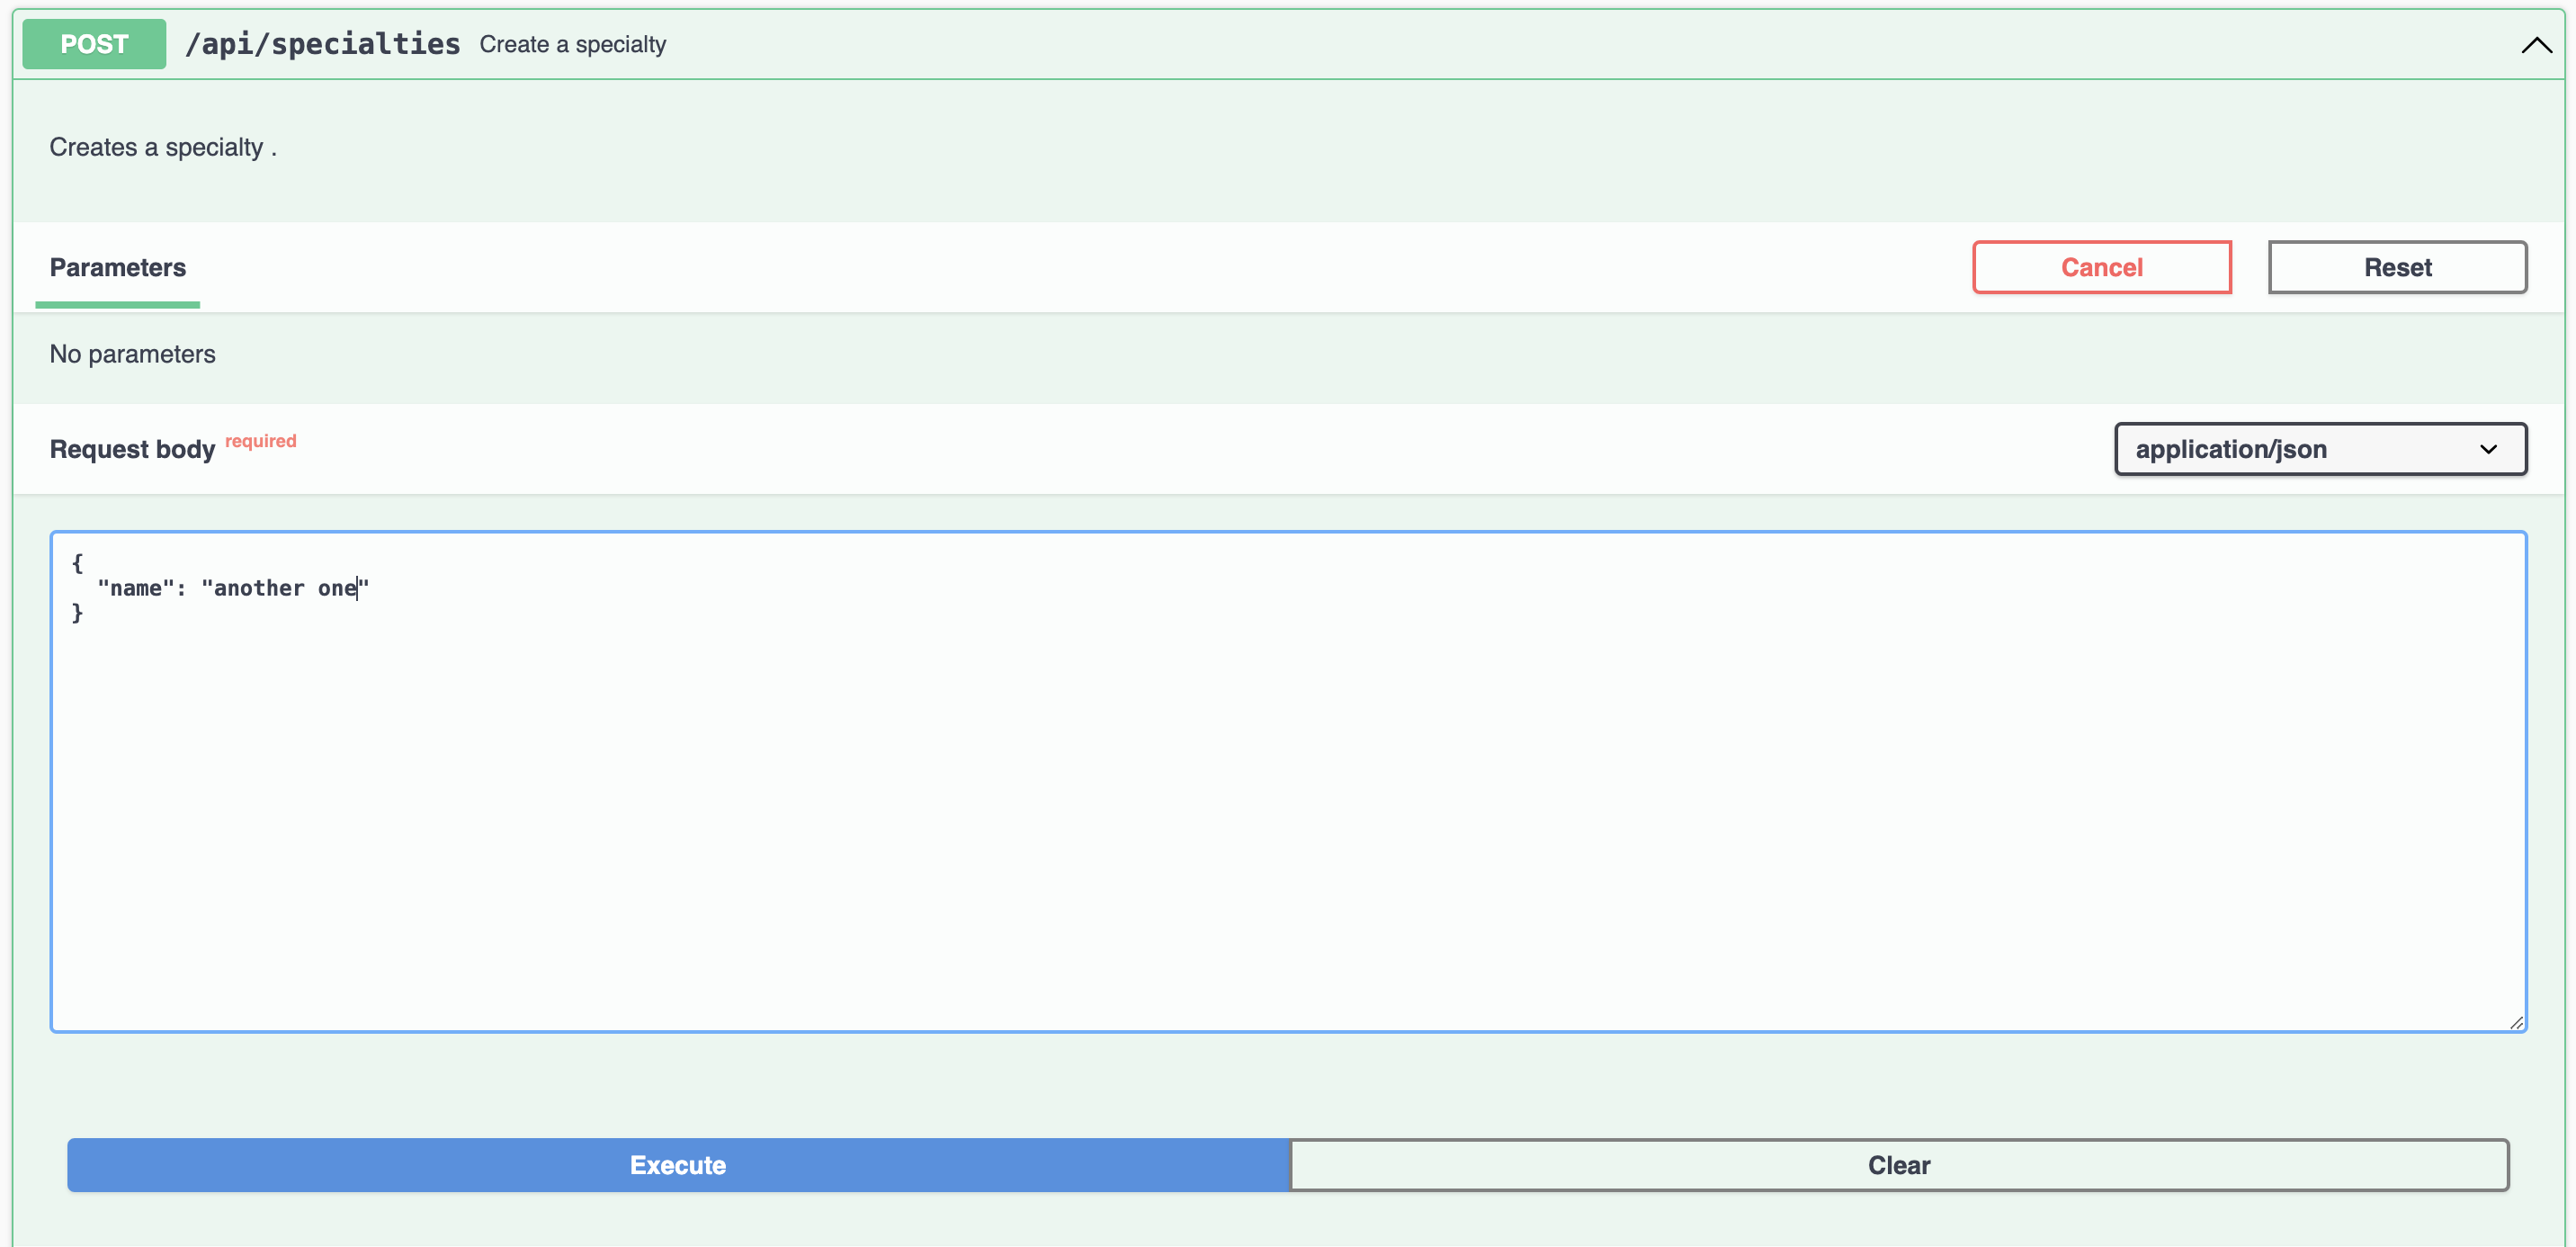 POST /api/specialties Create a specialty
Creates a specialty .
Parameters Cancel Reset
No parameters
Request body required application/json
{
  "name": "another one"
}
Execute Clear